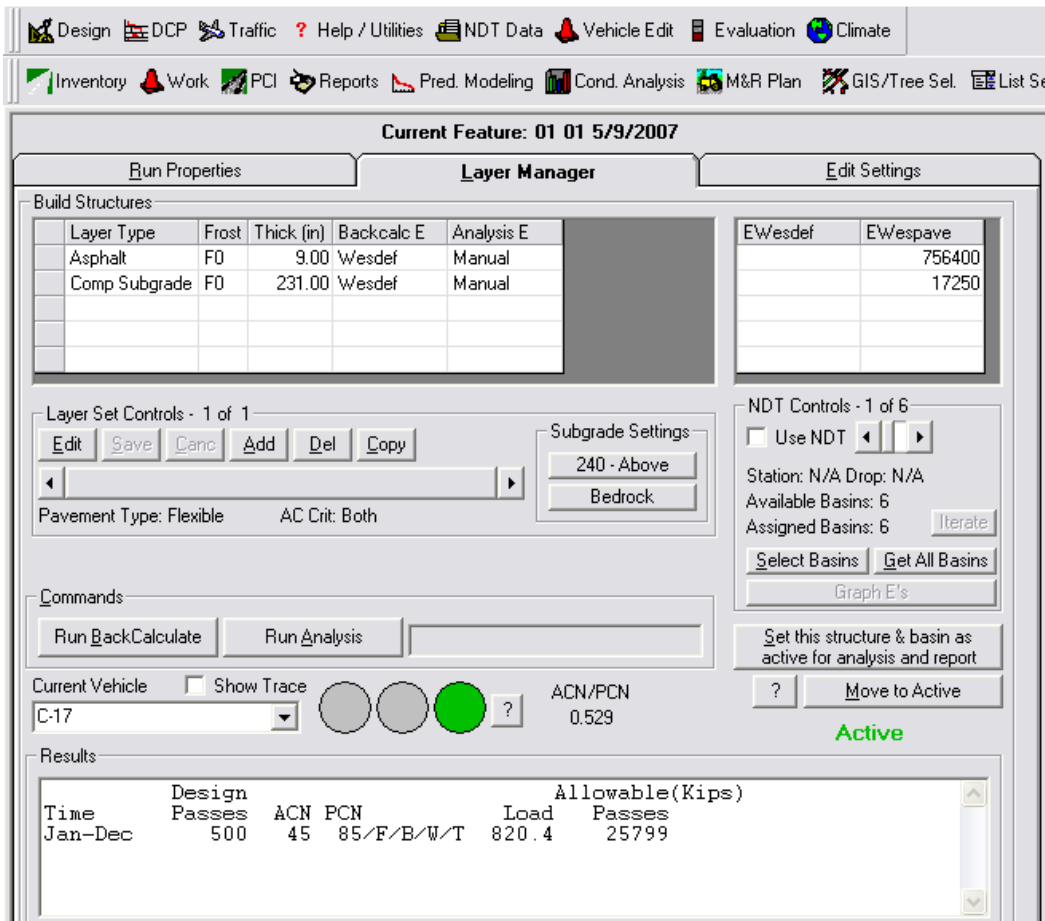 Design DCP Traffic ? Help / Utilities NDT Data Vehicle Edit Evaluation Climate
Inventory Work PCI Reports Pred. Modeling Cond. Analysis M&R Plan GIS/Tree Sel. List Se
Current Feature: 01 01 5/9/2007
Run Properties Layer Manager Edit Settings
Build Structures
Layer Type Frost Thick (in) Backcalc E Analysis E EWesdef EWespave
Asphalt F0 9.00 Wesdef Manual 756400
Comp Subgrade F0 231.00 Wesdef Manual 17250
Layer Set Controls - 1 of 1
Edit Save Canc Add Del Copy
Pavement Type: Flexible AC Crit: Both
Subgrade Settings
240 - Above
Bedrock
NDT Controls - 1 of 6
Use NDT
Station: N/A Drop: N/A
Available Basins: 6
Assigned Basins: 6 Iterate
Select Basins Get All Basins
Graph E's
Commands
Run BackCalculate Run Analysis
Set this structure & basin as
active for analysis and report
? Move to Active
Active
Current Vehicle Show Trace
C-17
?
ACN/PCN
0.529
Results
Design Allowable(Kips)
Time Passes ACN PCN Load Passes
Jan-Dec 500 45 85/F/B/W/T 820.4 25799